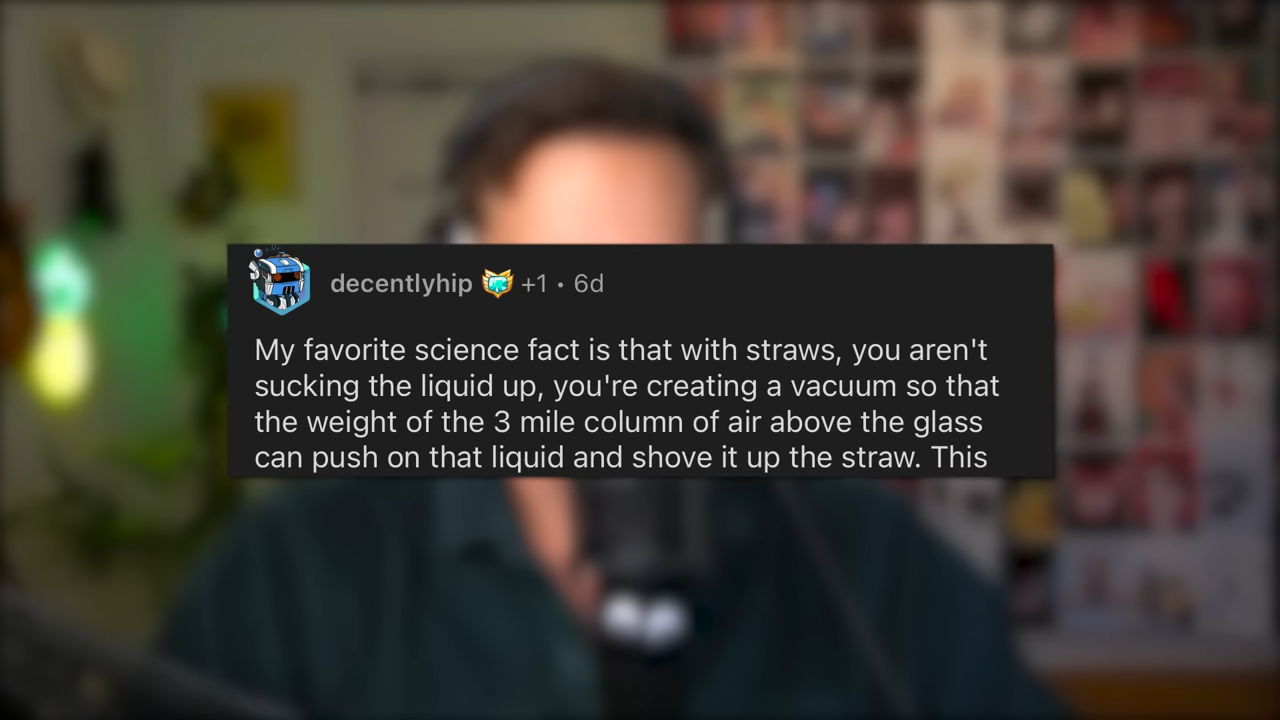 decentlyhip +1 • 6d
My favorite science fact is that with straws, you aren't
sucking the liquid up, you're creating a vacuum so that
the weight of the 3 mile column of air above the glass
can push on that liquid and shove it up the straw. This